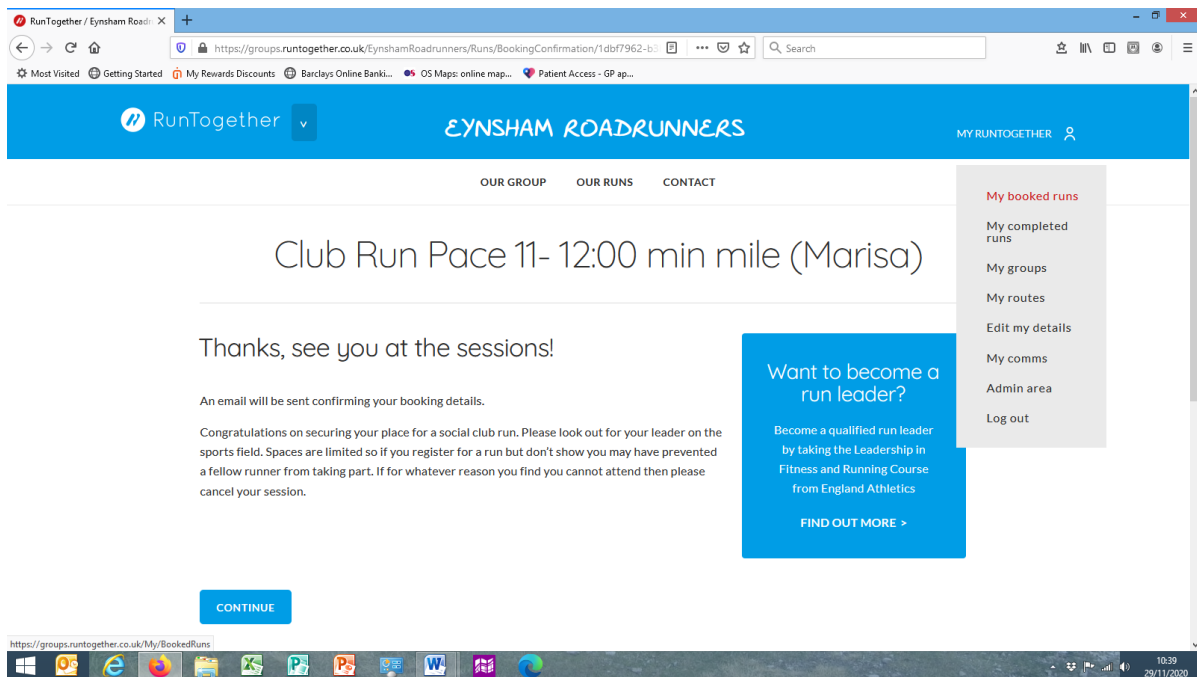 RunTogether / Eynsham Roadr
https://groups.runtogether.co.uk/EynshamRoadrunners/Runs/BookingConfirmation/1dbf7962-b3
Search
Most Visited
Getting Started
My Rewards Discounts
Barclays Online Banki...
OS Maps: online map...
Patient Access - GP ap...
RunTogether
EYNSHAM ROADRUNNERS
MY RUNTOGETHER
OUR GROUP
OUR RUNS
CONTACT
My booked runs
My completed
runs
My groups
My routes
Edit my details
My comms
Admin area
Log out
Club Run Pace 11- 12:00 min mile (Marisa)
Thanks, see you at the sessions!
An email will be sent confirming your booking details.
Congratulations on securing your place for a social club run. Please look out for your leader on the
sports field. Spaces are limited so if you register for a run but don't show you may have prevented
a fellow runner from taking part. If for whatever reason you find you cannot attend then please
cancel your session.
Want to become a
run leader?
Become a qualified run leader
by taking the Leadership in
Fitness and Running Course
from England Athletics
FIND OUT MORE >
CONTINUE
https://groups.runtogether.co.uk/My/BookedRuns
10:39
29/11/2020